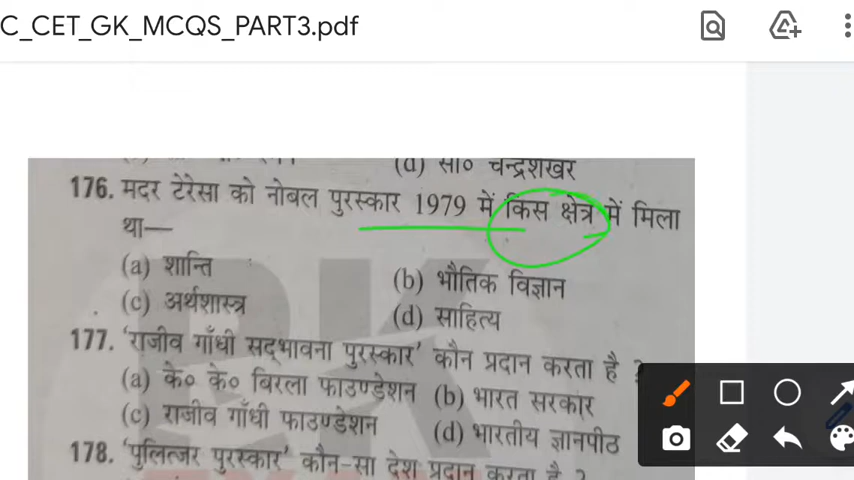 C_CET_GK_MCQS_PART3.pdf
(d) सी० चन्द्रशेखर
176. मदर टेरेसा को नोबल पुरस्कार 1979 में किस क्षेत्र में मिला
था—
(a) शान्ति (b) भौतिक विज्ञान
(c) अर्थशास्त्र (d) साहित्य
177. 'राजीव गाँधी सद्भावना पुरस्कार' कौन प्रदान करता है ?
(a) के० के० बिरला फाउण्डेशन (b) भारत सरकार
(c) राजीव गाँधी फाउण्डेशन (d) भारतीय ज्ञानपीठ
178. 'पुलित्जर पुरस्कार' कौन-सा देश प्रदान करता है ?